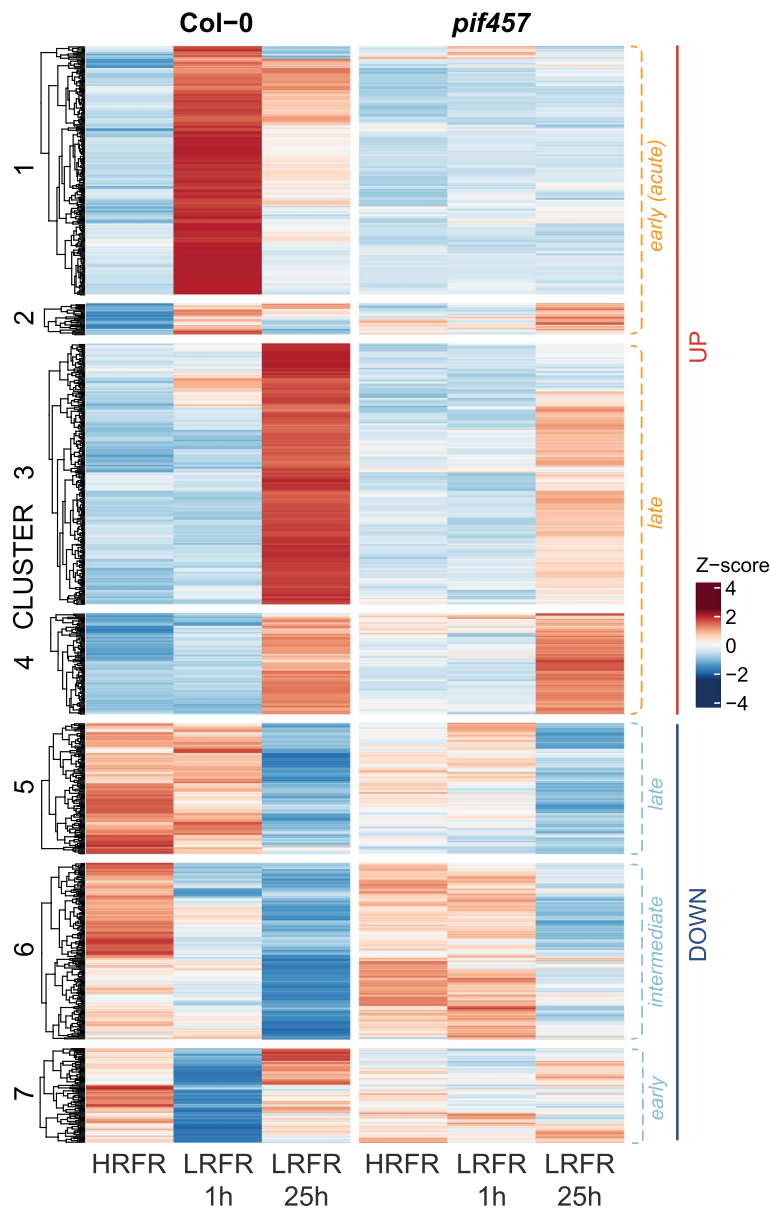 Col−0
pif457
CLUSTER
1
2
3
4
5
6
7
early (acute)
late
late
intermediate
early
UP
DOWN
Z−score
4
2
0
−2
−4
HRFR
LRFR
1h
LRFR
25h
HRFR
LRFR
1h
LRFR
25h